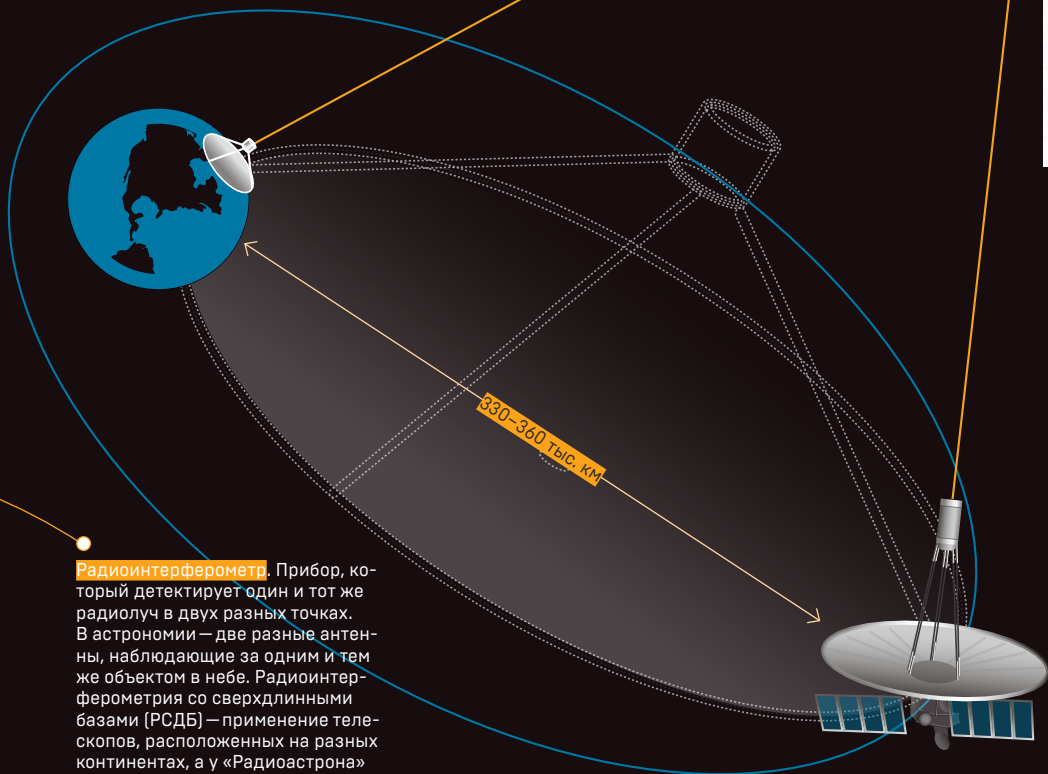 330–360 тыс. км
Радиоинтерферометр. Прибор, ко-
торый детектирует один и тот же
радиолуч в двух разных точках.
В астрономии — две разные антен-
ны, наблюдающие за одним и тем
же объектом в небе. Радиоинтер-
ферометрия со сверхдлинными
базами (РСДБ) — применение теле-
скопов, расположенных на разных
континентах, а у «Радиоастрона»